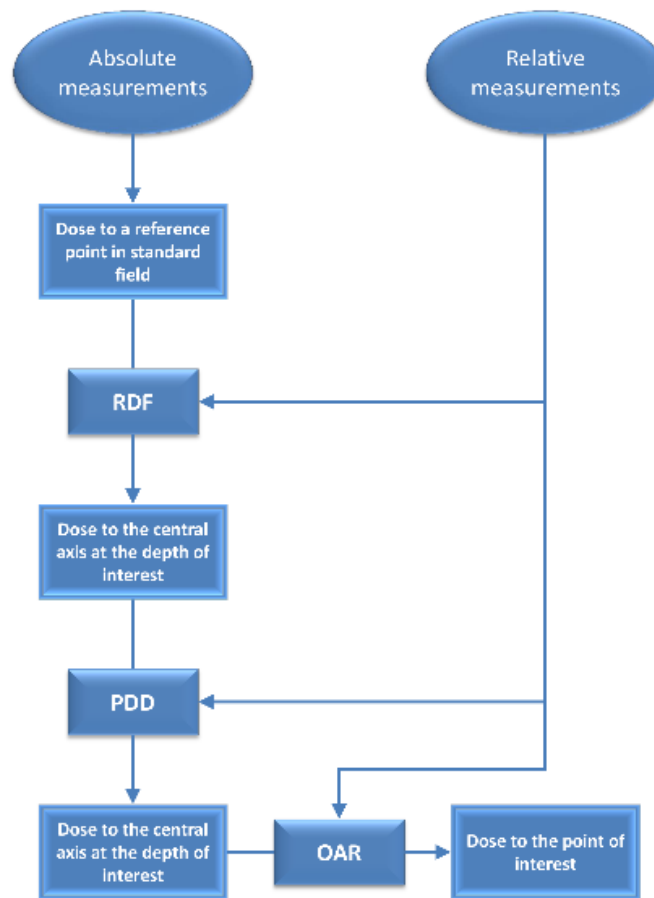 Absolute
measurements
Relative
measurements
Dose to a reference
point in standard
field
RDF
Dose to the central
axis at the depth of
interest
PDD
Dose to the central
axis at the depth of
interest
OAR
Dose to the point of
interest